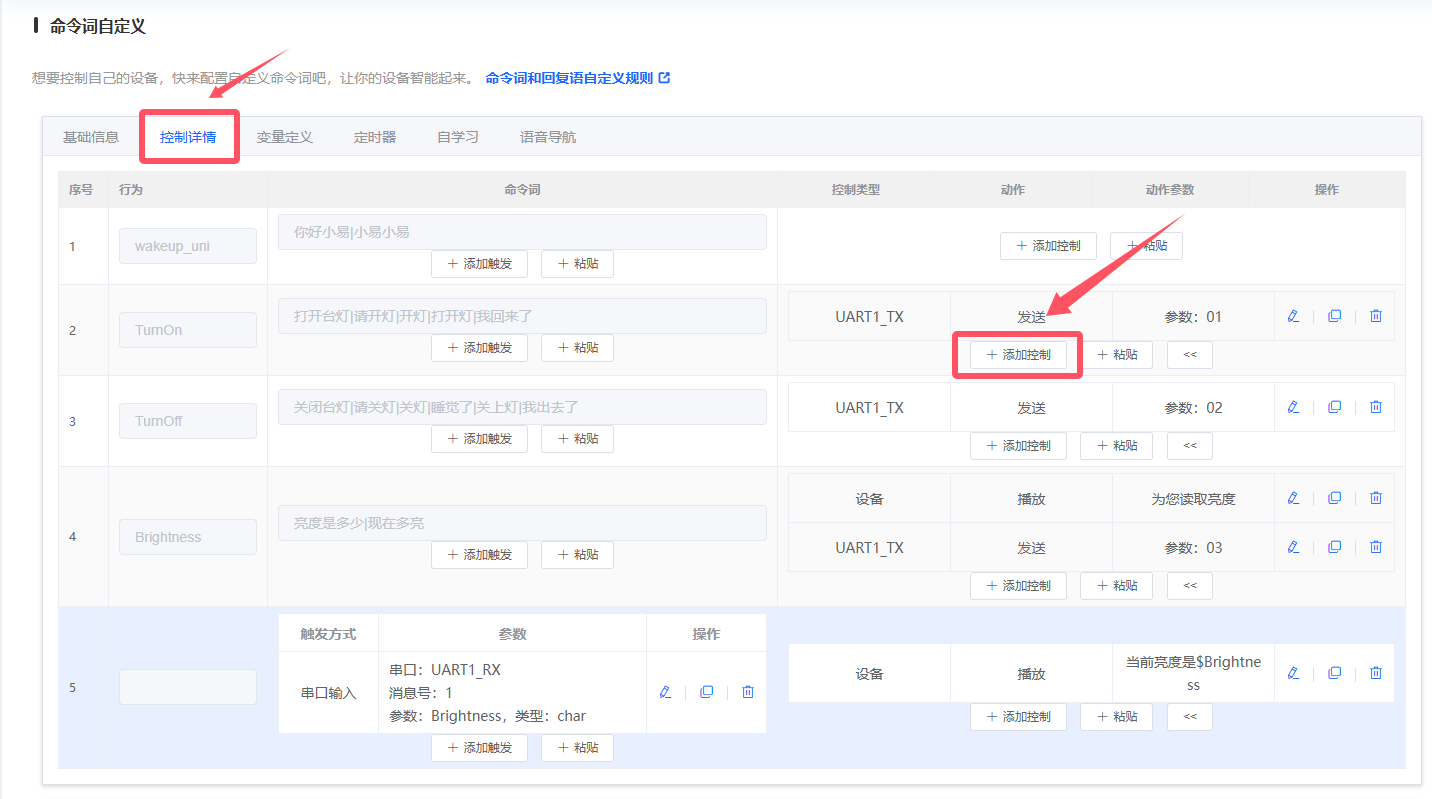 命令词自定义
想要控制自己的设备，快来配置自定义命令词吧，让你的设备智能起来。 命令词和回复语自定义规则
基础信息 控制详情 变量定义 定时器 自学习 语音导航
序号 行为 命令词 控制类型 动作 动作参数 操作
1 wakeup_uni 你好小易|小易小易
+ 添加触发 + 粘贴
+ 添加控制 + 粘贴
2 TurnOn 打开台灯|请开灯|开灯|打开灯|我回来了
+ 添加触发 + 粘贴
UART1_TX 发送 参数：01
+ 添加控制 + 粘贴 <<
3 TurnOff 关闭台灯|请关灯|关灯|睡觉了|关上灯|我出去了
+ 添加触发 + 粘贴
UART1_TX 发送 参数：02
+ 添加控制 + 粘贴 <<
4 Brightness 亮度是多少|现在多亮
+ 添加触发 + 粘贴
设备 播放 为您读取亮度
UART1_TX 发送 参数：03
+ 添加控制 + 粘贴 <<
5
触发方式 参数 操作
串口输入
串口：UART1_RX
消息号：1
参数：Brightness，类型：char
+ 添加触发 + 粘贴
设备 播放 当前亮度是$Brightne
ss
+ 添加控制 + 粘贴 <<